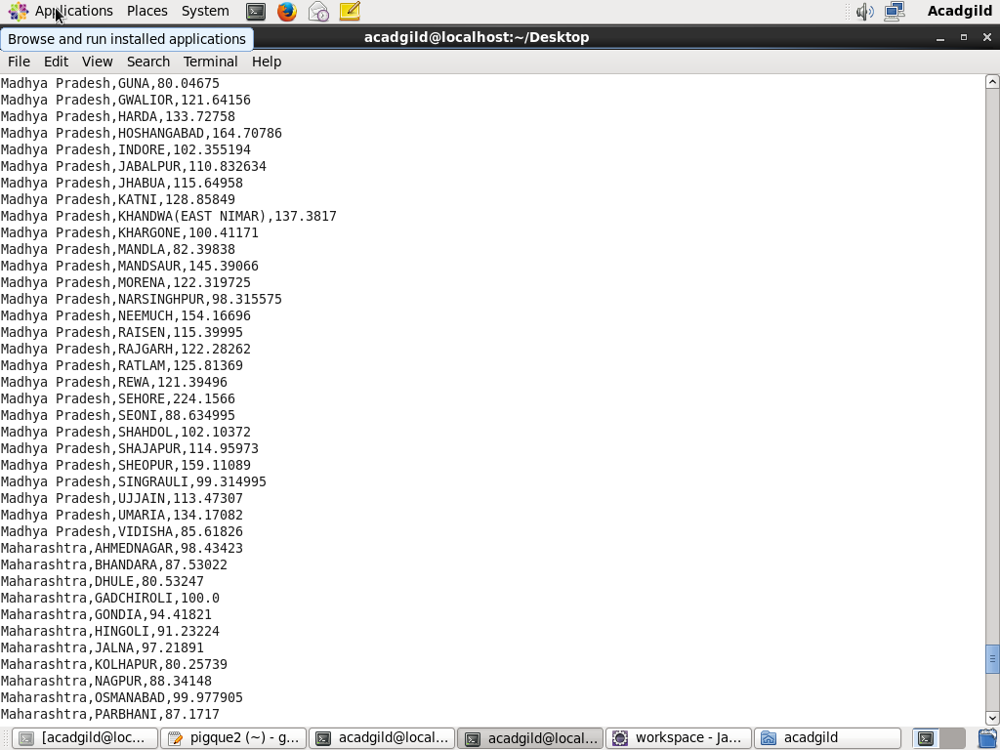 Applications Places System Acadgild
Browse and run installed applications
acadgild@localhost:~/Desktop
File Edit View Search Terminal Help
Madhya Pradesh,GUNA,80.04675
Madhya Pradesh,GWALIOR,121.64156
Madhya Pradesh,HARDA,133.72758
Madhya Pradesh,HOSHANGABAD,164.70786
Madhya Pradesh,INDORE,102.355194
Madhya Pradesh,JABALPUR,110.832634
Madhya Pradesh,JHABUA,115.64958
Madhya Pradesh,KATNI,128.85849
Madhya Pradesh,KHANDWA(EAST NIMAR),137.3817
Madhya Pradesh,KHARGONE,100.41171
Madhya Pradesh,MANDLA,82.39838
Madhya Pradesh,MANDSAUR,145.39066
Madhya Pradesh,MORENA,122.319725
Madhya Pradesh,NARSINGHPUR,98.315575
Madhya Pradesh,NEEMUCH,154.16696
Madhya Pradesh,RAISEN,115.39995
Madhya Pradesh,RAJGARH,122.28262
Madhya Pradesh,RATLAM,125.81369
Madhya Pradesh,REWA,121.39496
Madhya Pradesh,SEHORE,224.1566
Madhya Pradesh,SEONI,88.634995
Madhya Pradesh,SHAHDOL,102.10372
Madhya Pradesh,SHAJAPUR,114.95973
Madhya Pradesh,SHEOPUR,159.11089
Madhya Pradesh,SINGRAULI,99.314995
Madhya Pradesh,UJJAIN,113.47307
Madhya Pradesh,UMARIA,134.17082
Madhya Pradesh,VIDISHA,85.61826
Maharashtra,AHMEDNAGAR,98.43423
Maharashtra,BHANDARA,87.53022
Maharashtra,DHULE,80.53247
Maharashtra,GADCHIROLI,100.0
Maharashtra,GONDIA,94.41821
Maharashtra,HINGOLI,91.23224
Maharashtra,JALNA,97.21891
Maharashtra,KOLHAPUR,80.25739
Maharashtra,NAGPUR,88.34148
Maharashtra,OSMANABAD,99.977905
Maharashtra,PARBHANI,87.1717
[acadgild@loc... pigque2 (~) - g... acadgild@local... acadgild@local... workspace - Ja... acadgild